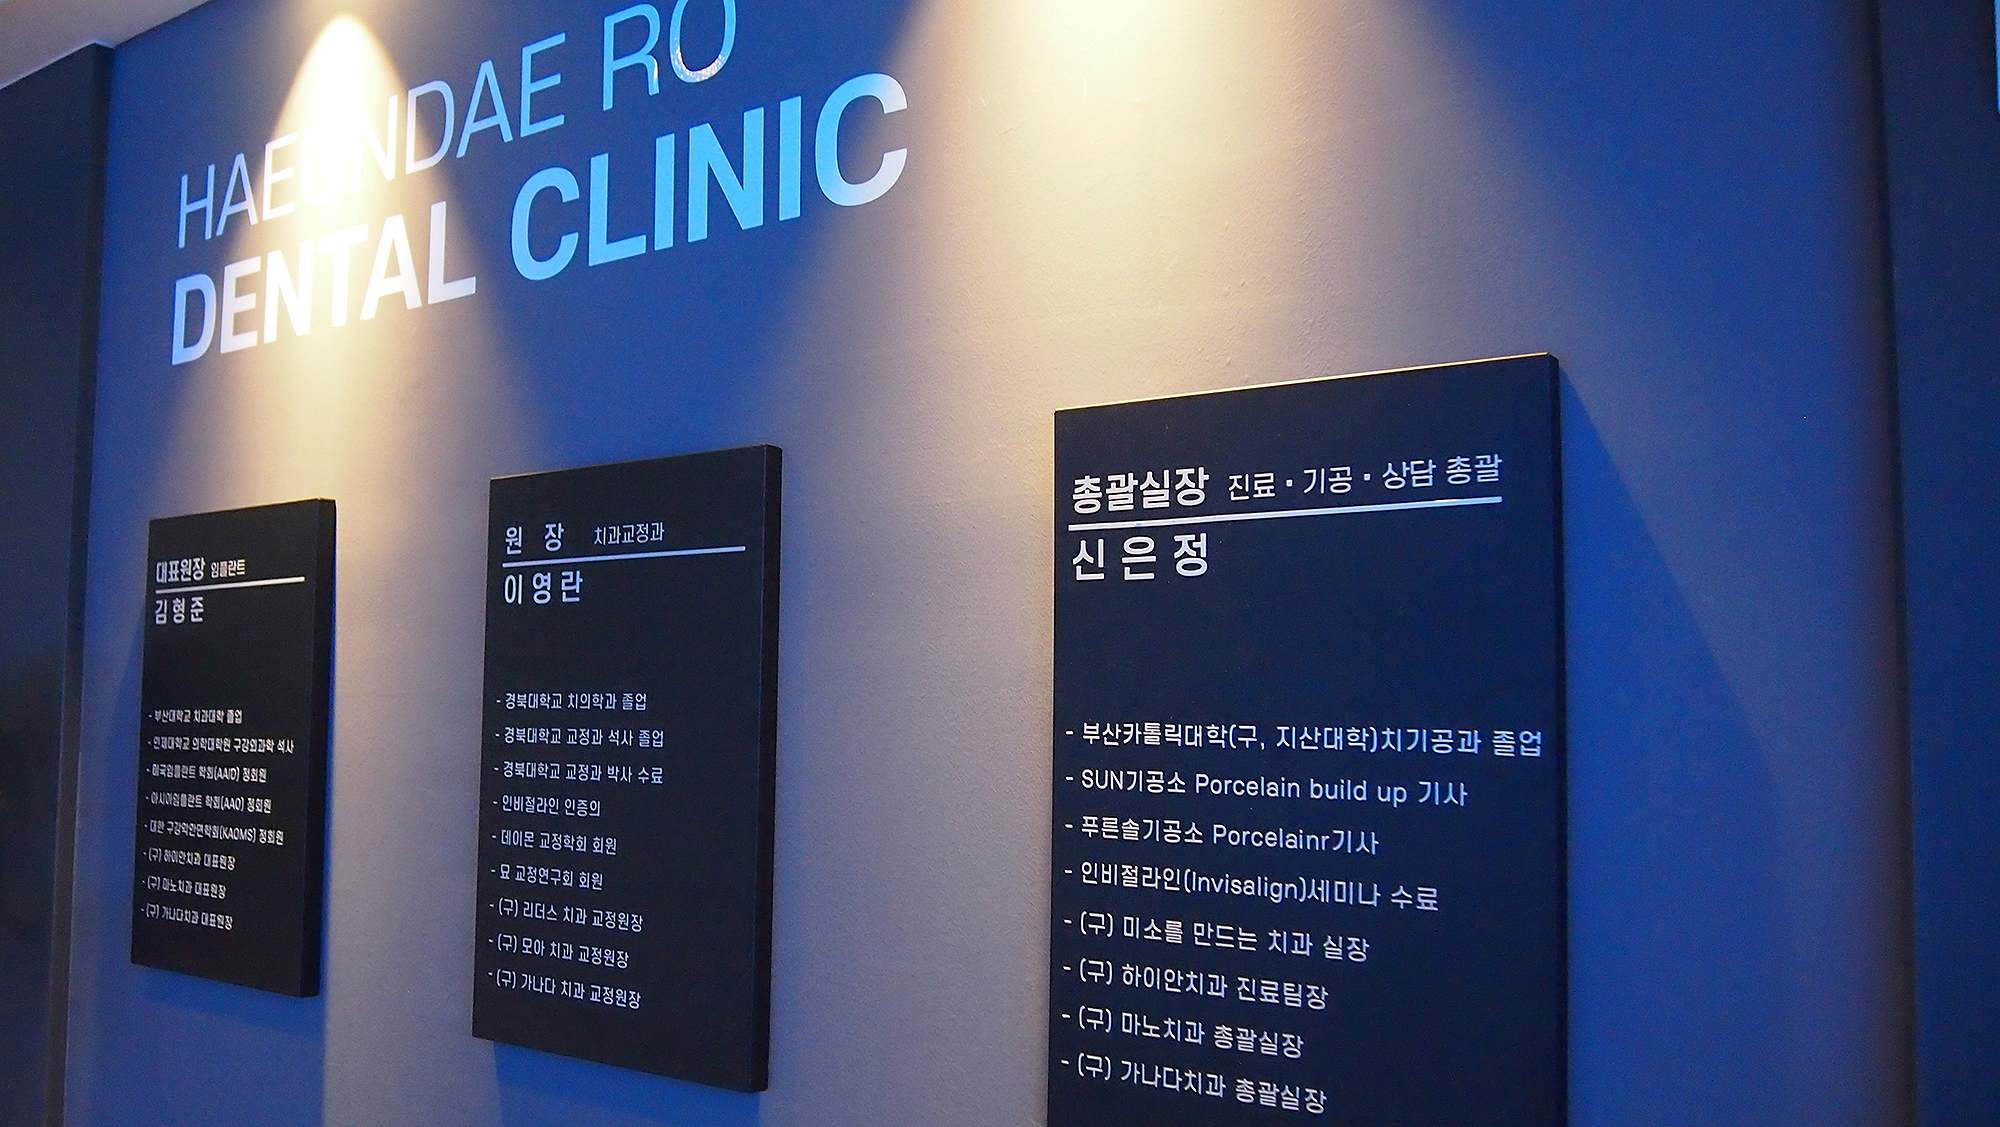 HAEUNDAE RO
DENTAL CLINIC
대표원장 임플란트
김형준
- 부산대학교 치과대학 졸업
- 인제대학교 의학대학원 구강외과학 석사
- 미국임플란트 학회(AAID) 정회원
- 아시아임플란트 학회(AAO) 정회원
- 대한 구강악안면학회(KAOMS) 정회원
- (구) 하이안치과 대표원장
- (구) 마노치과 대표원장
- (구) 가나다치과 대표원장
원 장 치과교정과
이영란
- 경북대학교 치의학과 졸업
- 경북대학교 교정과 석사 졸업
- 경북대학교 교정과 박사 수료
- 인비절라인 인증의
- 데이몬 교정학회 회원
- 묘 교정연구회 회원
- (구) 리더스 치과 교정원장
- (구) 모아 치과 교정원장
- (구) 가나다 치과 교정원장
총괄실장 진료·기공·상담 총괄
신은정
- 부산카톨릭대학(구, 지산대학)치기공과 졸업
- SUN기공소 Porcelain build up 기사
- 푸른솔기공소 Porcelainr기사
- 인비절라인(Invisalign)세미나 수료
- (구) 미소를 만드는 치과 실장
- (구) 하이안치과 진료팀장
- (구) 마노치과 총괄실장
- (구) 가나다치과 총괄실장